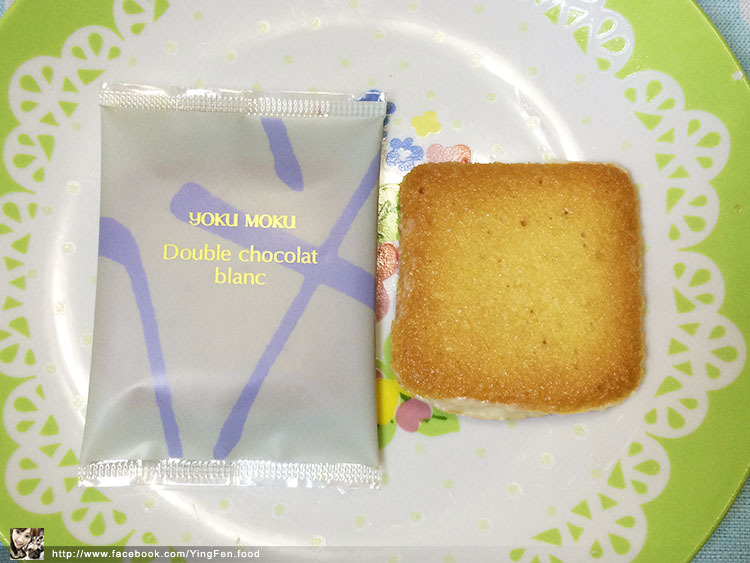 YOKU MOKU
Double chocolat
blanc
http://www.facebook.com/YingFen.food